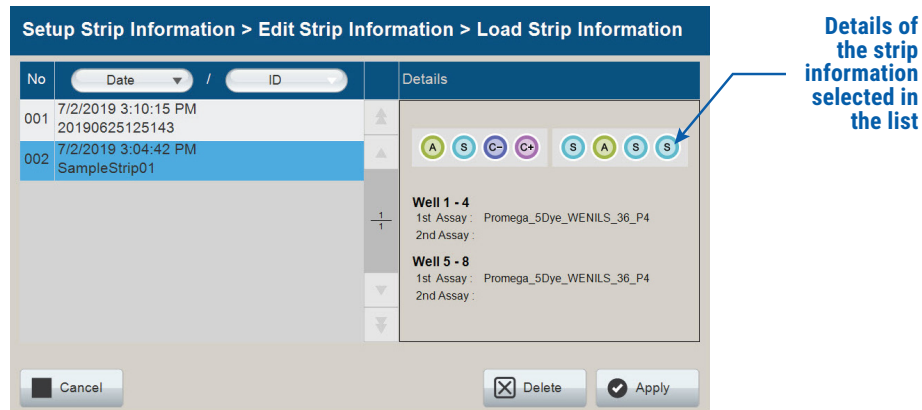 Setup Strip Information > Edit Strip Information > Load Strip Information
No Date / ID Details
001 7/2/2019 3:10:15 PM
20190625125143
002 7/2/2019 3:04:42 PM
SampleStrip01
1
1
A S C- C+ S A S S
Well 1 - 4
1st Assay : Promega_5Dye_WENILS_36_P4
2nd Assay :
Well 5 - 8
1st Assay : Promega_5Dye_WENILS_36_P4
2nd Assay :
Cancel Delete Apply
Details of
the strip
information
selected in
the list